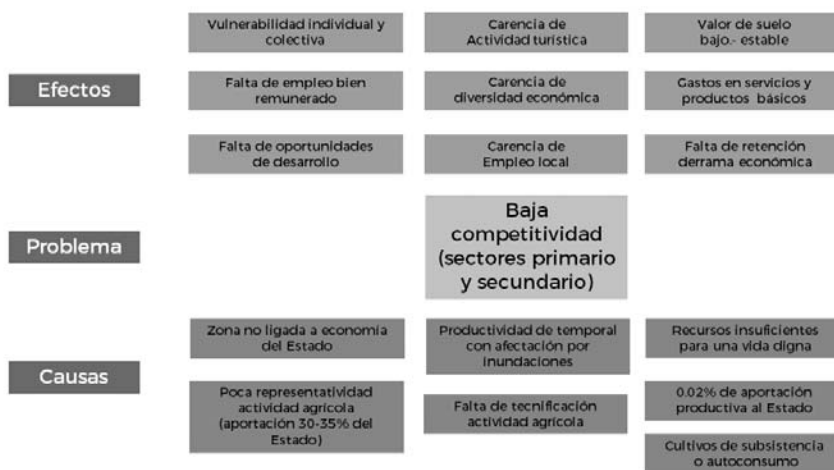 Vulnerabilidad individual y
colectiva
Carencia de
Actividad turística
Valor de suelo
bajo.- estable
Efectos
Falta de empleo bien
remunerado
Carencia de
diversidad económica
Gastos en servicios y
productos básicos
Falta de oportunidades
de desarrollo
Carencia de
Empleo local
Falta de retención
derrama económica
Problema
Baja
competitividad
(sectores primario
y secundario)
Zona no ligada a economía
del Estado
Productividad de temporal
con afectación por
inundaciones
Recursos insuficientes
para una vida digna
Causas
Poca representatividad
actividad agrícola
(aportación 30-35% del
Estado)
Falta de tecnificación
actividad agrícola
0.02% de aportación
productiva al Estado
Cultivos de subsistencia
o autoconsumo